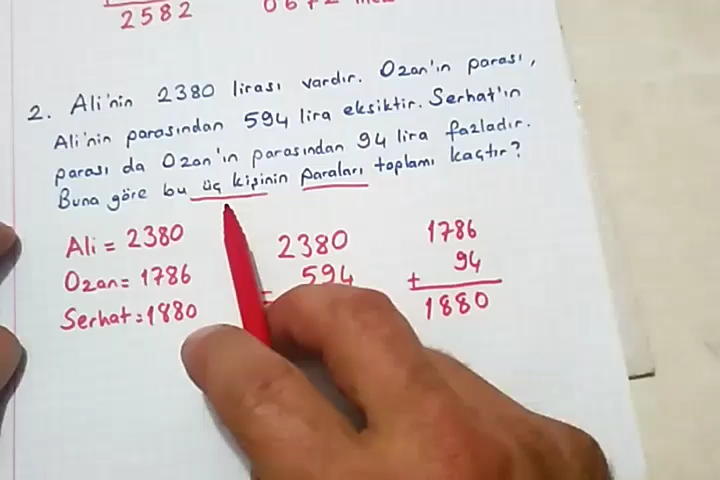 2582
2. Ali'nin 2380 lirası vardır. Ozan'ın parası,
Ali'nin parasından 594 lira eksiktir. Serhat'ın
parası da Ozan'ın parasından 94 lira fazladır.
Buna göre bu üç kişinin paraları toplamı kaçtır?
Ali = 2380
Ozan = 1786
Serhat = 1880
2380
594
-
1786
94
+
1880